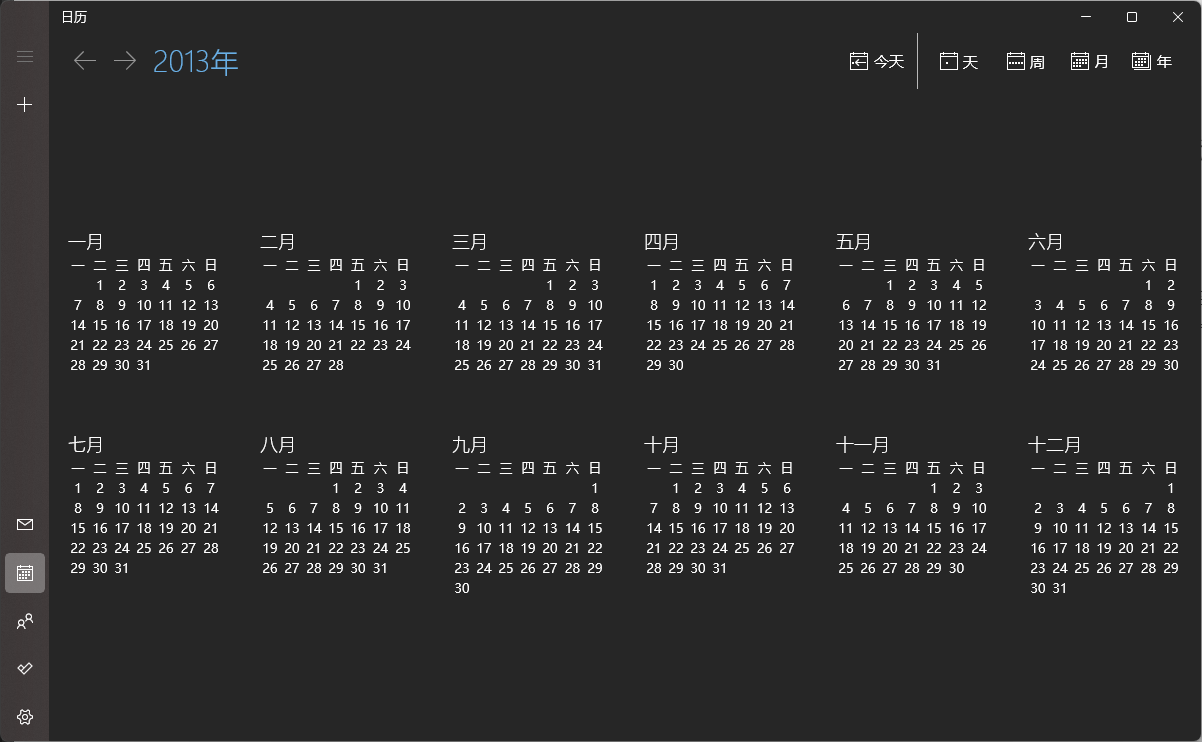 日历
2013年
今天 天 周 月 年
一月 二月 三月 四月 五月 六月
一 二 三 四 五 六 日 一 二 三 四 五 六 日 一 二 三 四 五 六 日 一 二 三 四 五 六 日 一 二 三 四 五 六 日 一 二 三 四 五 六 日
1 2 3 4 5 6 1 2 3 1 2 3 1 2 3 4 5 6 7 1 2 3 4 5 1 2
7 8 9 10 11 12 13 4 5 6 7 8 9 10 4 5 6 7 8 9 10 8 9 10 11 12 13 14 6 7 8 9 10 11 12 3 4 5 6 7 8 9
14 15 16 17 18 19 20 11 12 13 14 15 16 17 11 12 13 14 15 16 17 15 16 17 18 19 20 21 13 14 15 16 17 18 19 10 11 12 13 14 15 16
21 22 23 24 25 26 27 18 19 20 21 22 23 24 18 19 20 21 22 23 24 22 23 24 25 26 27 28 20 21 22 23 24 25 26 17 18 19 20 21 22 23
28 29 30 31 25 26 27 28 25 26 27 28 29 30 31 29 30 27 28 29 30 31 24 25 26 27 28 29 30
七月 八月 九月 十月 十一月 十二月
一 二 三 四 五 六 日 一 二 三 四 五 六 日 一 二 三 四 五 六 日 一 二 三 四 五 六 日 一 二 三 四 五 六 日 一 二 三 四 五 六 日
1 2 3 4 5 6 7 1 2 3 4 1 1 2 3 4 5 6 1 2 3 1
8 9 10 11 12 13 14 5 6 7 8 9 10 11 2 3 4 5 6 7 8 7 8 9 10 11 12 13 4 5 6 7 8 9 10 2 3 4 5 6 7 8
15 16 17 18 19 20 21 12 13 14 15 16 17 18 9 10 11 12 13 14 15 14 15 16 17 18 19 20 11 12 13 14 15 16 17 9 10 11 12 13 14 15
22 23 24 25 26 27 28 19 20 21 22 23 24 25 16 17 18 19 20 21 22 21 22 23 24 25 26 27 18 19 20 21 22 23 24 16 17 18 19 20 21 22
29 30 31 26 27 28 29 30 31 23 24 25 26 27 28 29 28 29 30 31 25 26 27 28 29 30 23 24 25 26 27 28 29
30 30 31